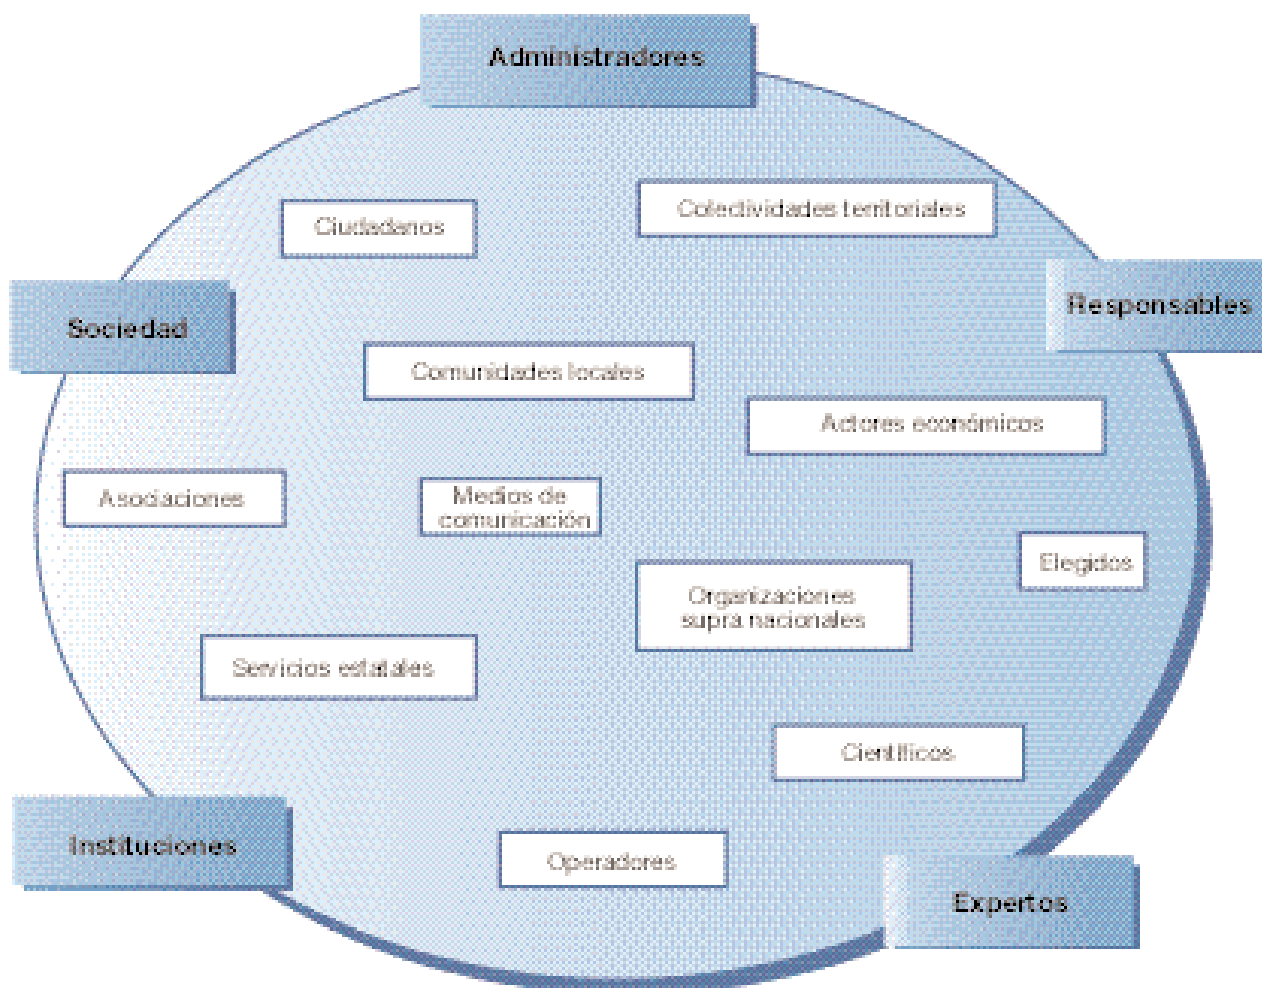 Administradores
Ciudadanos
Colectividades territoriales
Sociedad
Responsables
Comunidades locales
Actores económicos
Asociaciones
Medios de
comunicación
Elegidos
Organizaciones
supra nacionales
Servicios estatales
Científicos
Instituciones
Operadores
Expertos